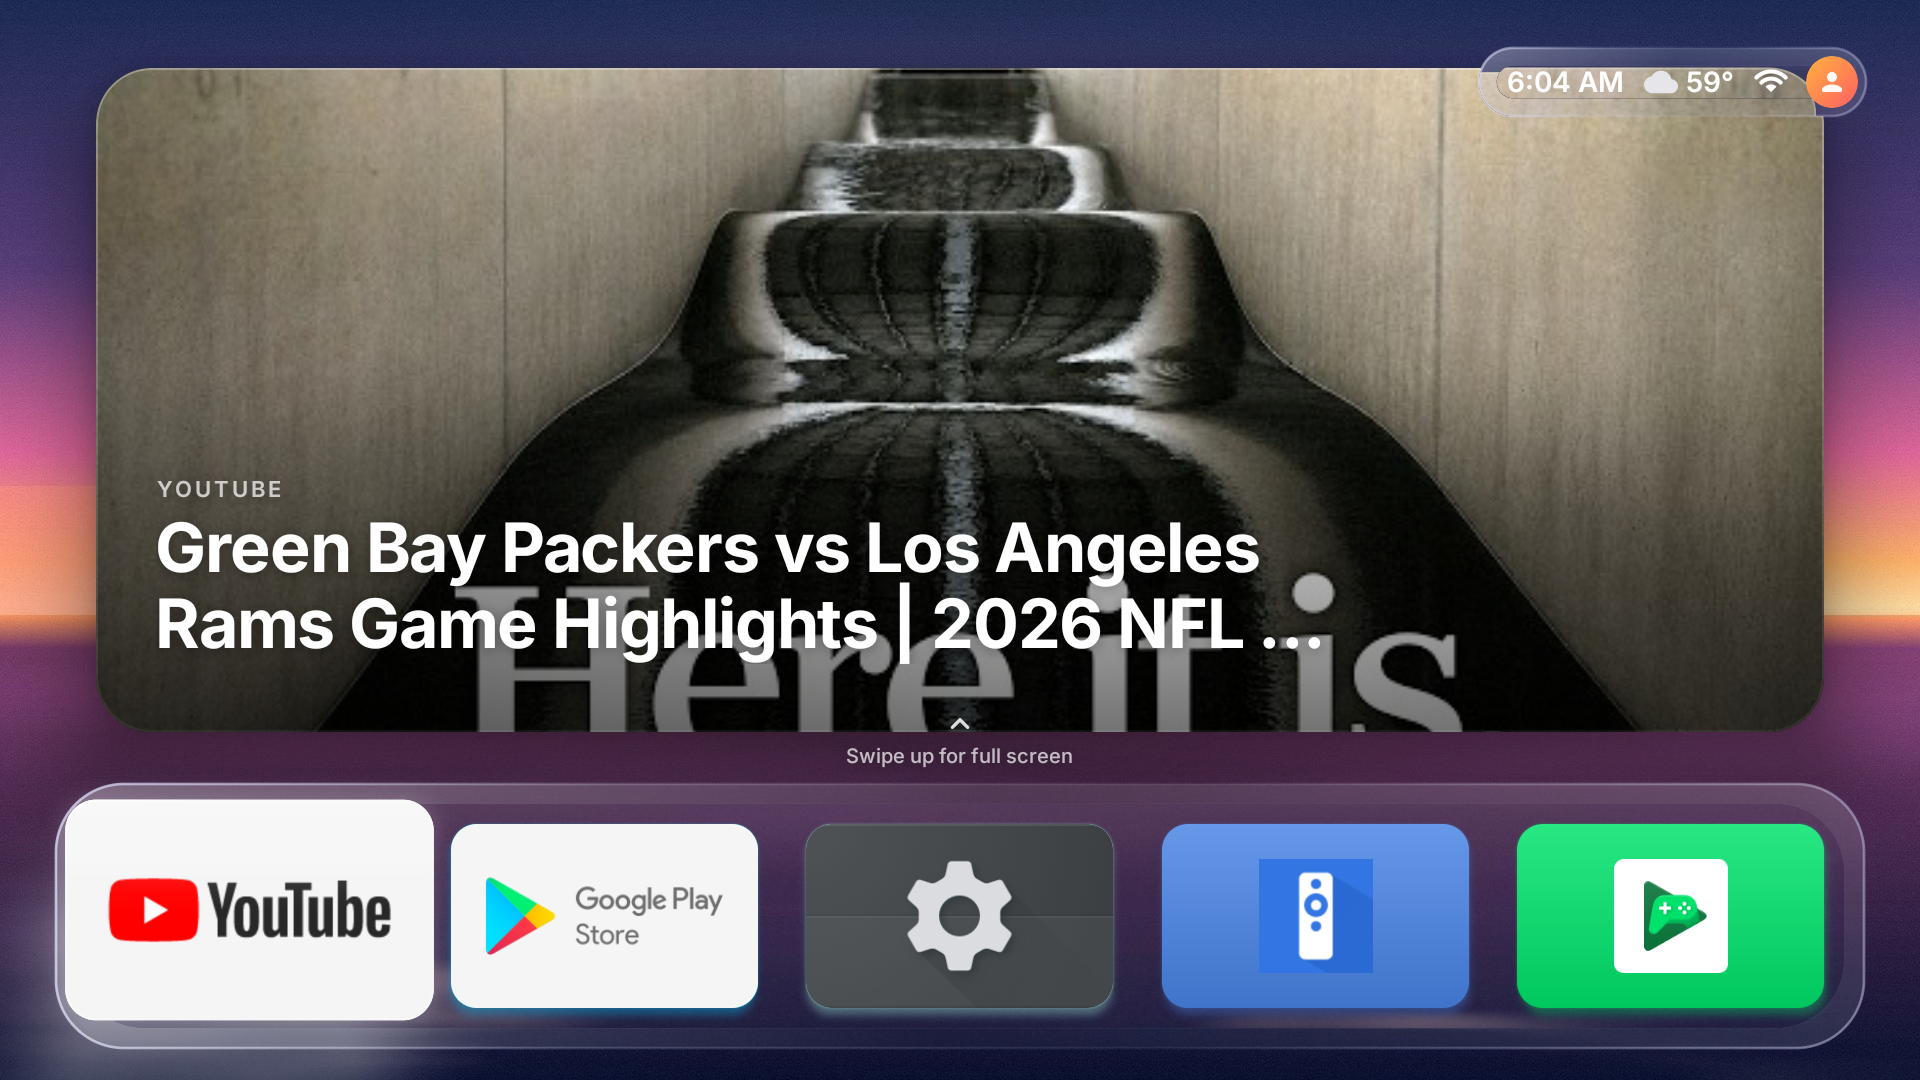 6:04 AM 59°
YOUTUBE
Green Bay Packers vs Los Angeles
Rams Game Highlights | 2026 NFL ...
Here it is
Swipe up for full screen
YouTube
Google Play
Store